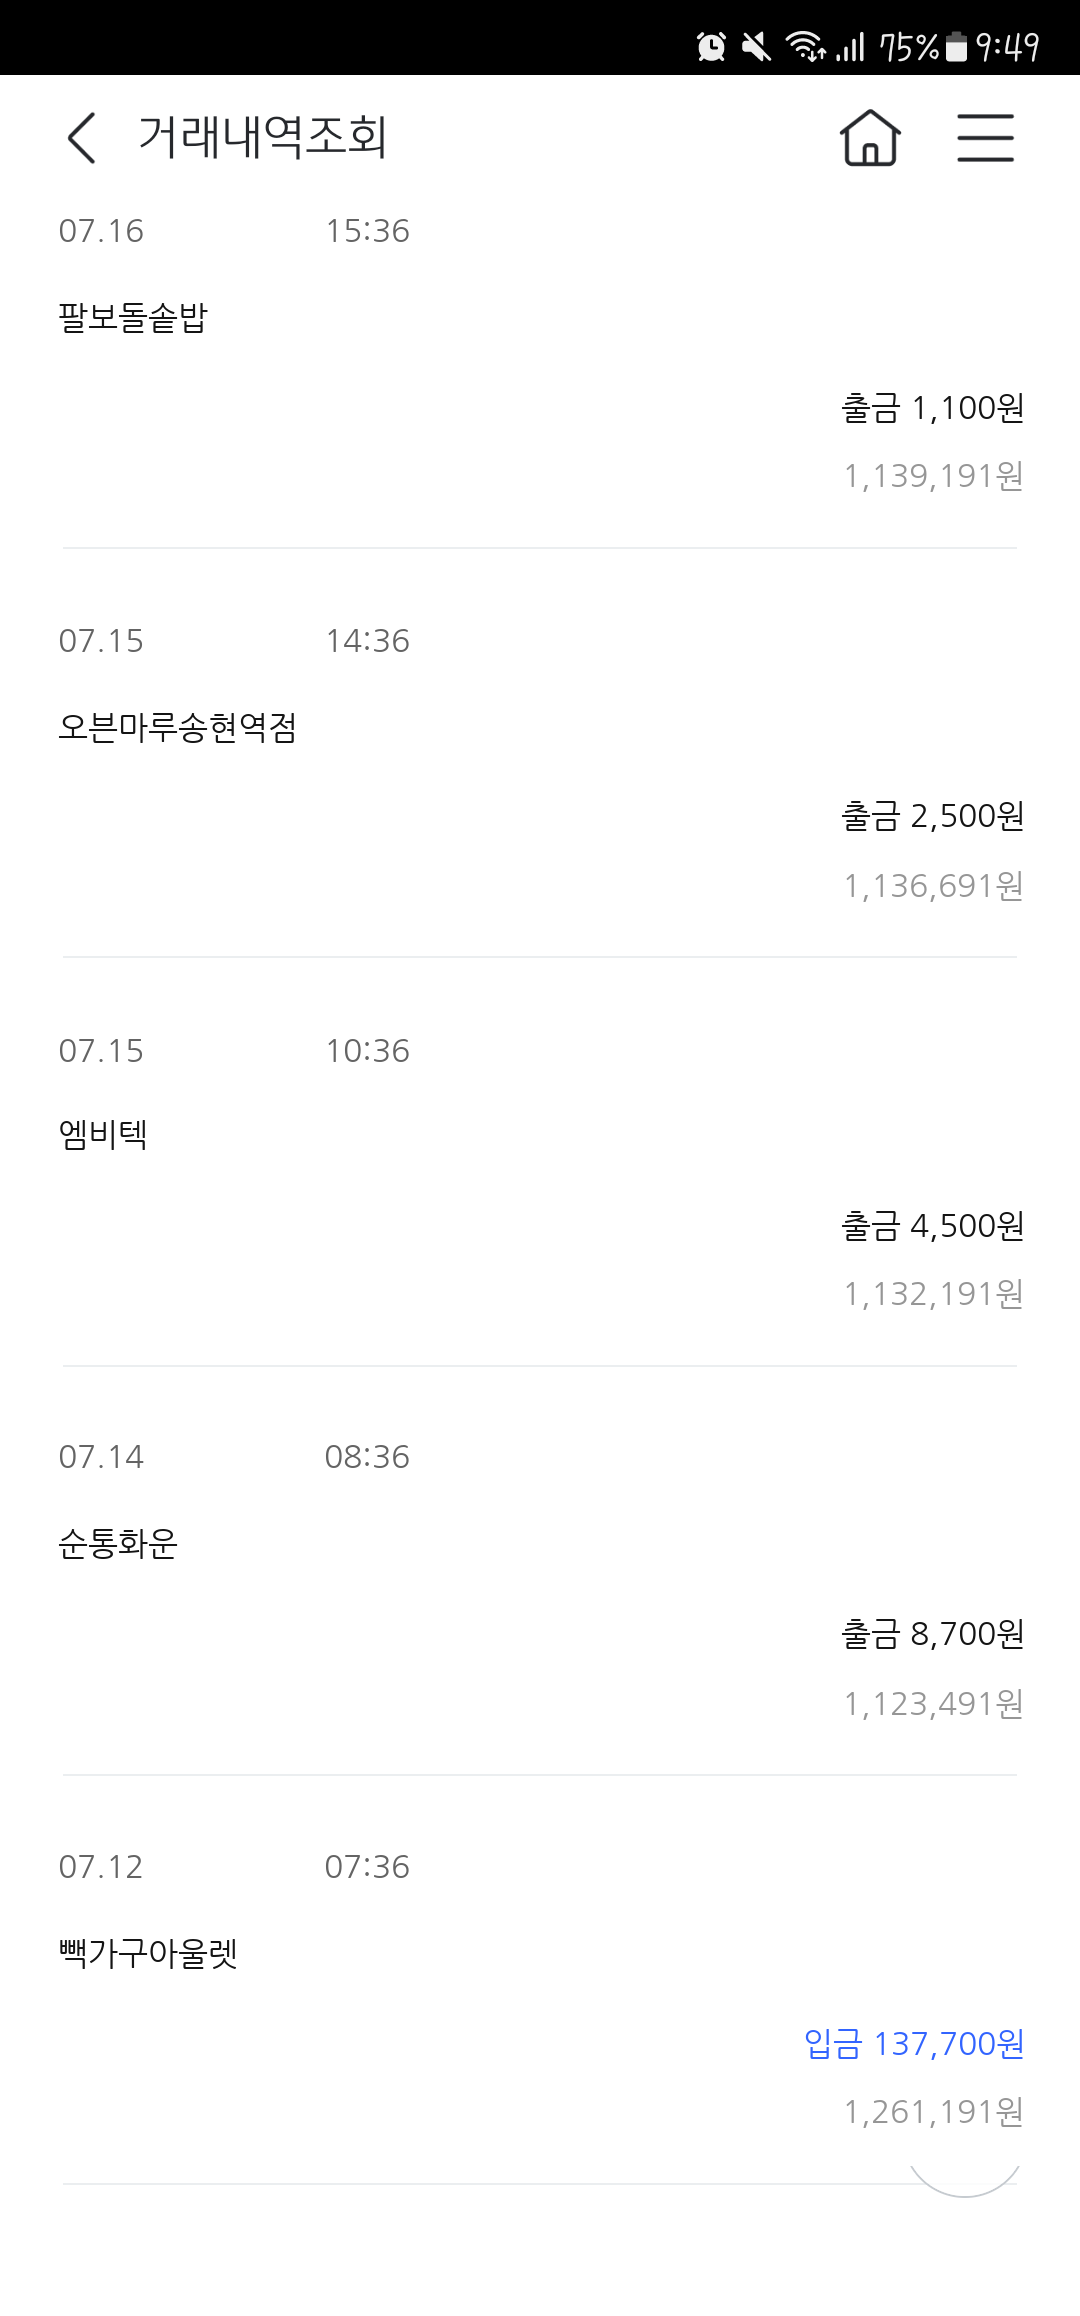 75% 9:49
거래내역조회
07.16 15:36
팔보돌솥밥
출금 1,100원
1,139,191원
07.15 14:36
오븐마루송현역점
출금 2,500원
1,136,691원
07.15 10:36
엠비텍
출금 4,500원
1,132,191원
07.14 08:36
순통화운
출금 8,700원
1,123,491원
07.12 07:36
빽가구아울렛
입금 137,700원
1,261,191원